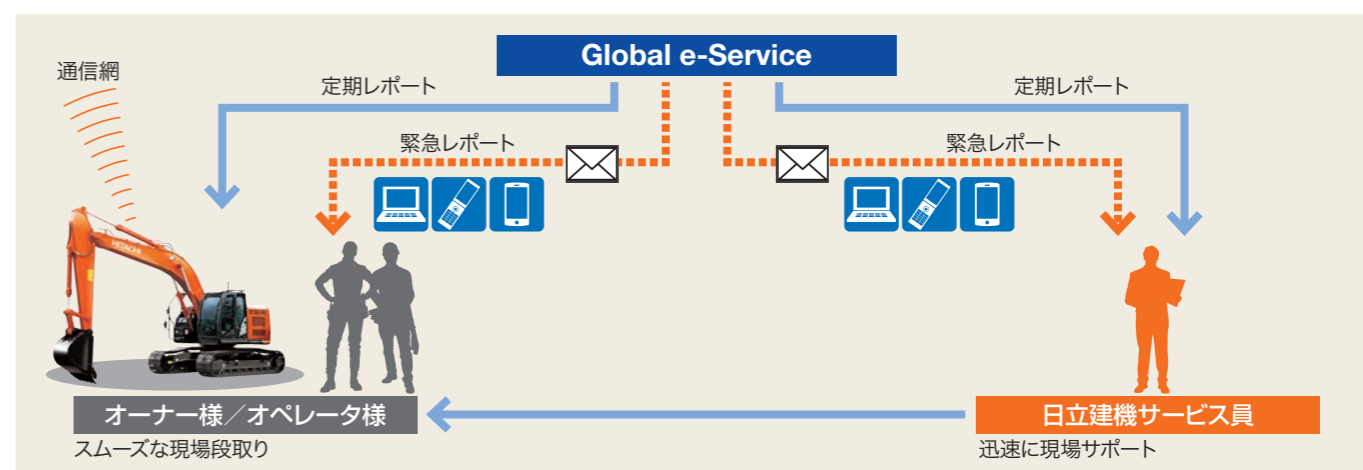 Global e-Service
通信網
定期レポート
定期レポート
緊急レポート
緊急レポート
HITACHI
オーナー様／オペレータ様
日立建機サービス員
スムーズな現場段取り
迅速に現場サポート